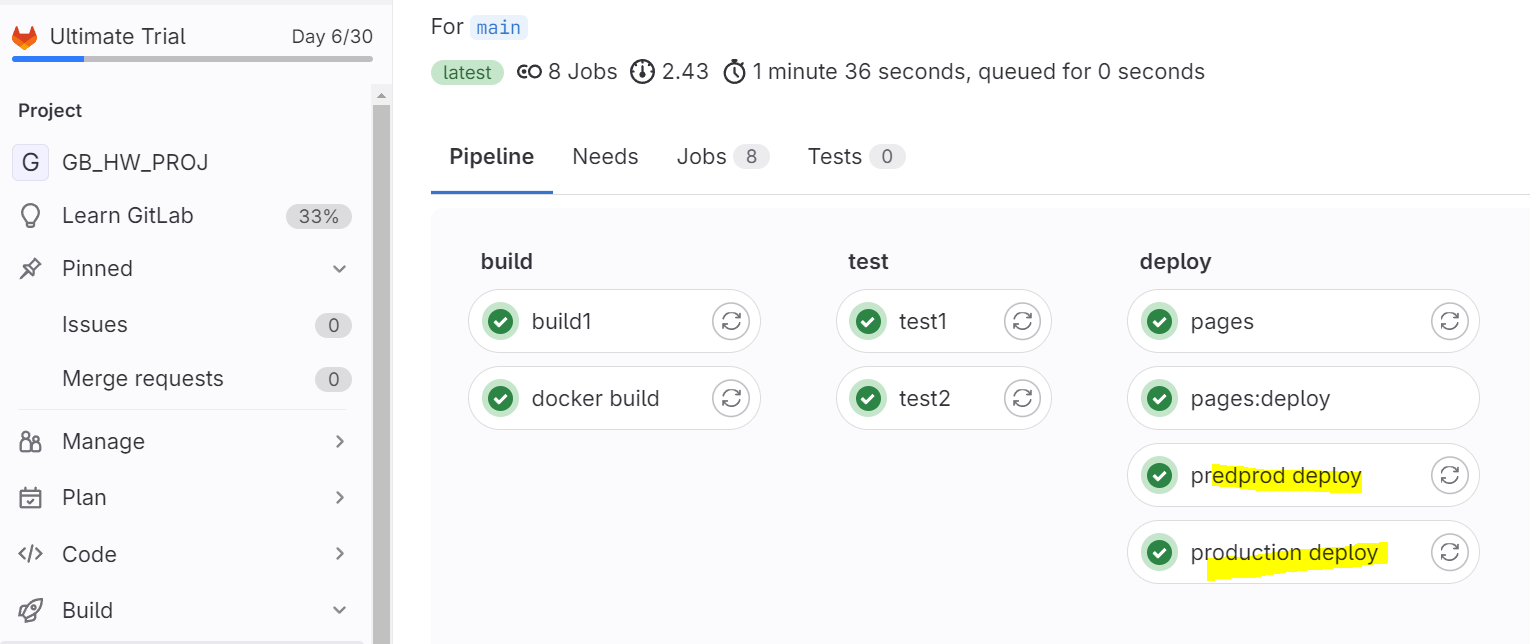 Ultimate Trial Day 6/30
Project
G GB_HW_PROJ
Learn GitLab 33%
Pinned
Issues 0
Merge requests 0
Manage
Plan
Code
Build
For main
latest 8 Jobs 2.43 1 minute 36 seconds, queued for 0 seconds
Pipeline Needs Jobs 8 Tests 0
build
build1
docker build
test
test1
test2
deploy
pages
pages:deploy
predprod deploy
production deploy